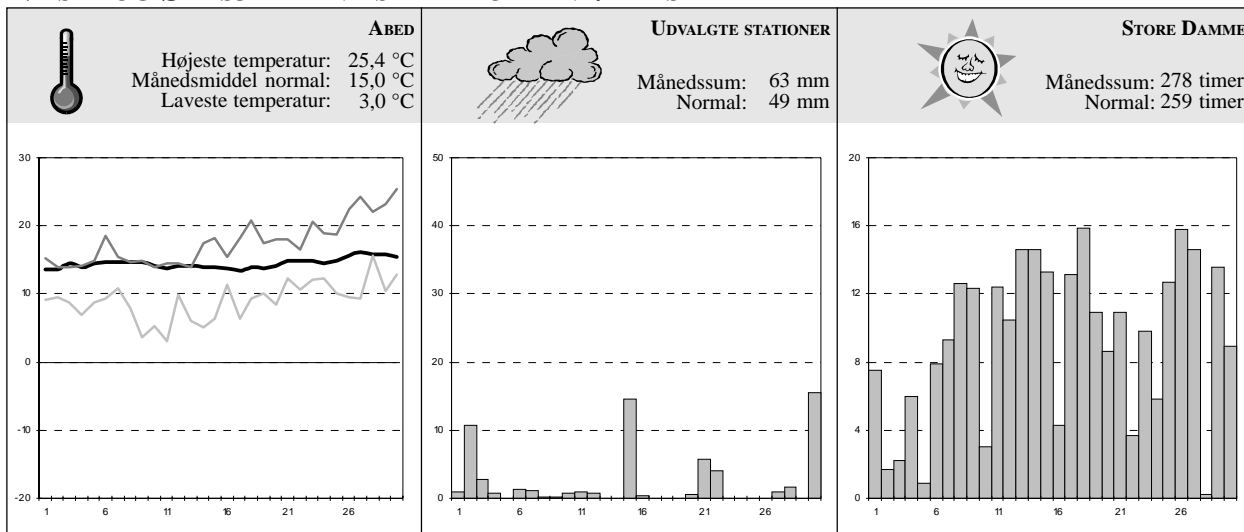 ABED
Højeste temperatur: 25,4 °C
Månedsmiddel normal: 15,0 °C
Laveste temperatur: 3,0 °C
30
20
10
0
-10
-20
1 6 11 16 21 26
UDVALGTE STATIONER
Månedssum: 63 mm
Normal: 49 mm
50
40
30
20
10
0
1 6 11 16 21 26
STORE DAMME
Månedssum: 278 timer
Normal: 259 timer
20
16
12
8
4
0
1 6 11 16 21 26